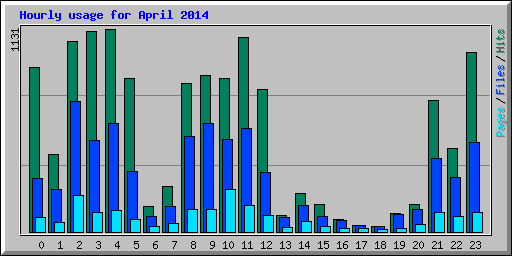 Hourly usage for April 2014
1131
Pages/Files/Hits
0 1 2 3 4 5 6 7 8 9 10 11 12 13 14 15 16 17 18 19 20 21 22 23